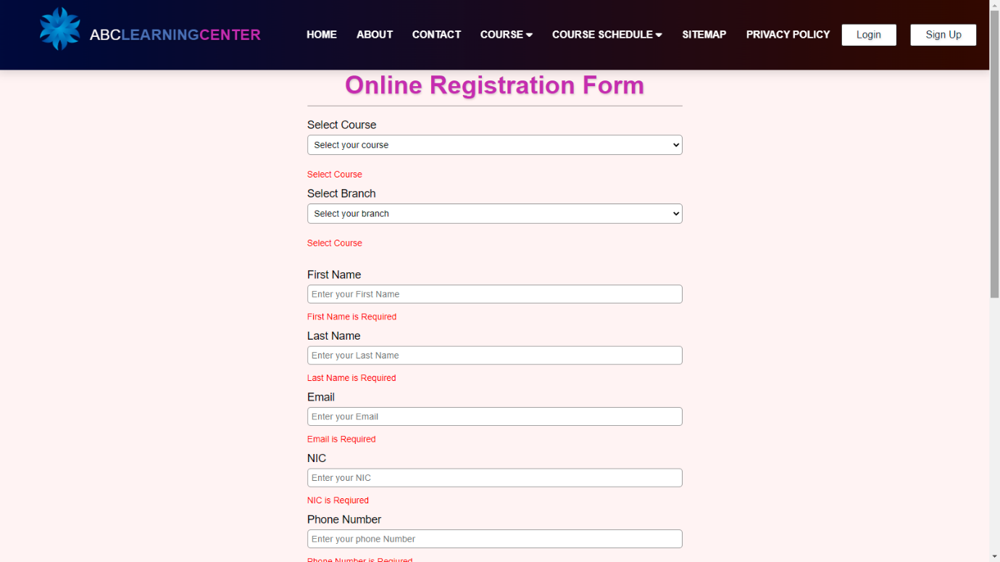 ABCLEARNINGCENTER HOME ABOUT CONTACT COURSE COURSE SCHEDULE SITEMAP PRIVACY POLICY Login Sign Up
Online Registration Form
Select Course
Select your course
Select Course
Select Branch
Select your branch
Select Course
First Name
Enter your First Name
First Name is Required
Last Name
Enter your Last Name
Last Name is Required
Email
Enter your Email
Email is Required
NIC
Enter your NIC
NIC is Reqiured
Phone Number
Enter your phone Number
Phone Number is Reqiured